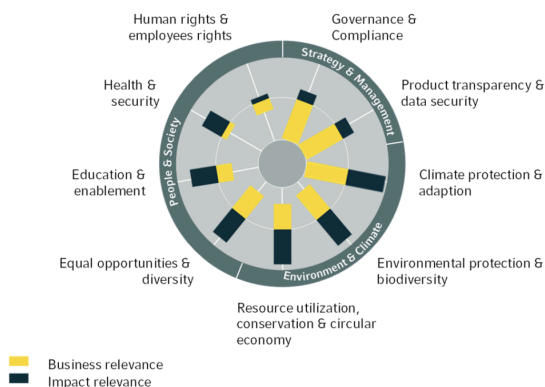 Human rights &
employees rights
Governance &
Compliance
Strategy & Management
Health &
security
Product transparency &
data security
People & Society
Education &
enablement
Climate protection &
adaption
Equal opportunities &
diversity
Environment & Climate
Environmental protection &
biodiversity
Resource utilization,
conservation & circular
economy
Business relevance
Impact relevance